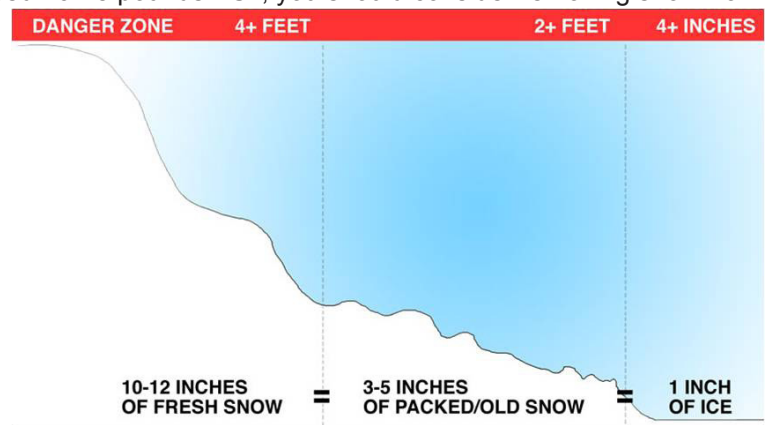 DANGER ZONE 4+ FEET 2+ FEET 4+ INCHES
10-12 INCHES
OF FRESH SNOW
=
3-5 INCHES
OF PACKED/OLD SNOW
=
1 INCH
OF ICE